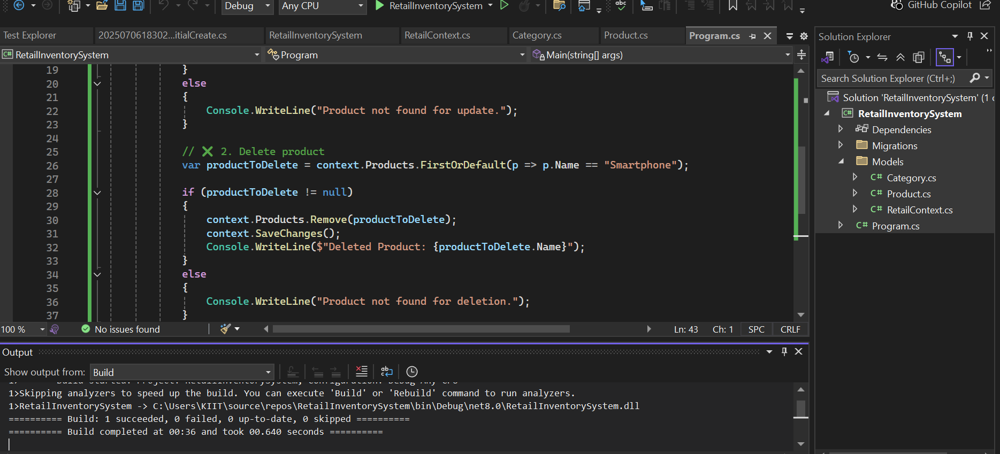 Debug
Any CPU
RetailInventorySystem
GitHub Copilot
Test Explorer
2025070618302...itialCreate.cs
RetailInventorySystem
RetailContext.cs
Category.cs
Product.cs
Program.cs
C# RetailInventorySystem
Program
Main(string[] args)
19 }
20 else
21 {
22 Console.WriteLine("Product not found for update.");
23 }
24
25 // ❌ 2. Delete product
26 var productToDelete = context.Products.FirstOrDefault(p => p.Name == "Smartphone");
27
28 if (productToDelete != null)
29 {
30 context.Products.Remove(productToDelete);
31 context.SaveChanges();
32 Console.WriteLine($"Deleted Product: {productToDelete.Name}");
33 }
34 else
35 {
36 Console.WriteLine("Product not found for deletion.");
37 }
100 %
No issues found
Ln: 43
Ch: 1
SPC
CRLF
Output
Show output from: Build
1>------ Build started: Project: RetailInventorySystem, Configuration: Debug Any CPU
1>Skipping analyzers to speed up the build. You can execute 'Build' or 'Rebuild' command to run analyzers.
1>RetailInventorySystem -> C:\Users\KIIT\source\repos\RetailInventorySystem\bin\Debug\net8.0\RetailInventorySystem.dll
========== Build: 1 succeeded, 0 failed, 0 up-to-date, 0 skipped ==========
========== Build completed at 00:36 and took 00.640 seconds ==========
Solution Explorer
Search Solution Explorer (Ctrl+;)
Solution 'RetailInventorySystem' (1
C# RetailInventorySystem
Dependencies
Migrations
Models
C# Category.cs
C# Product.cs
C# RetailContext.cs
C# Program.cs